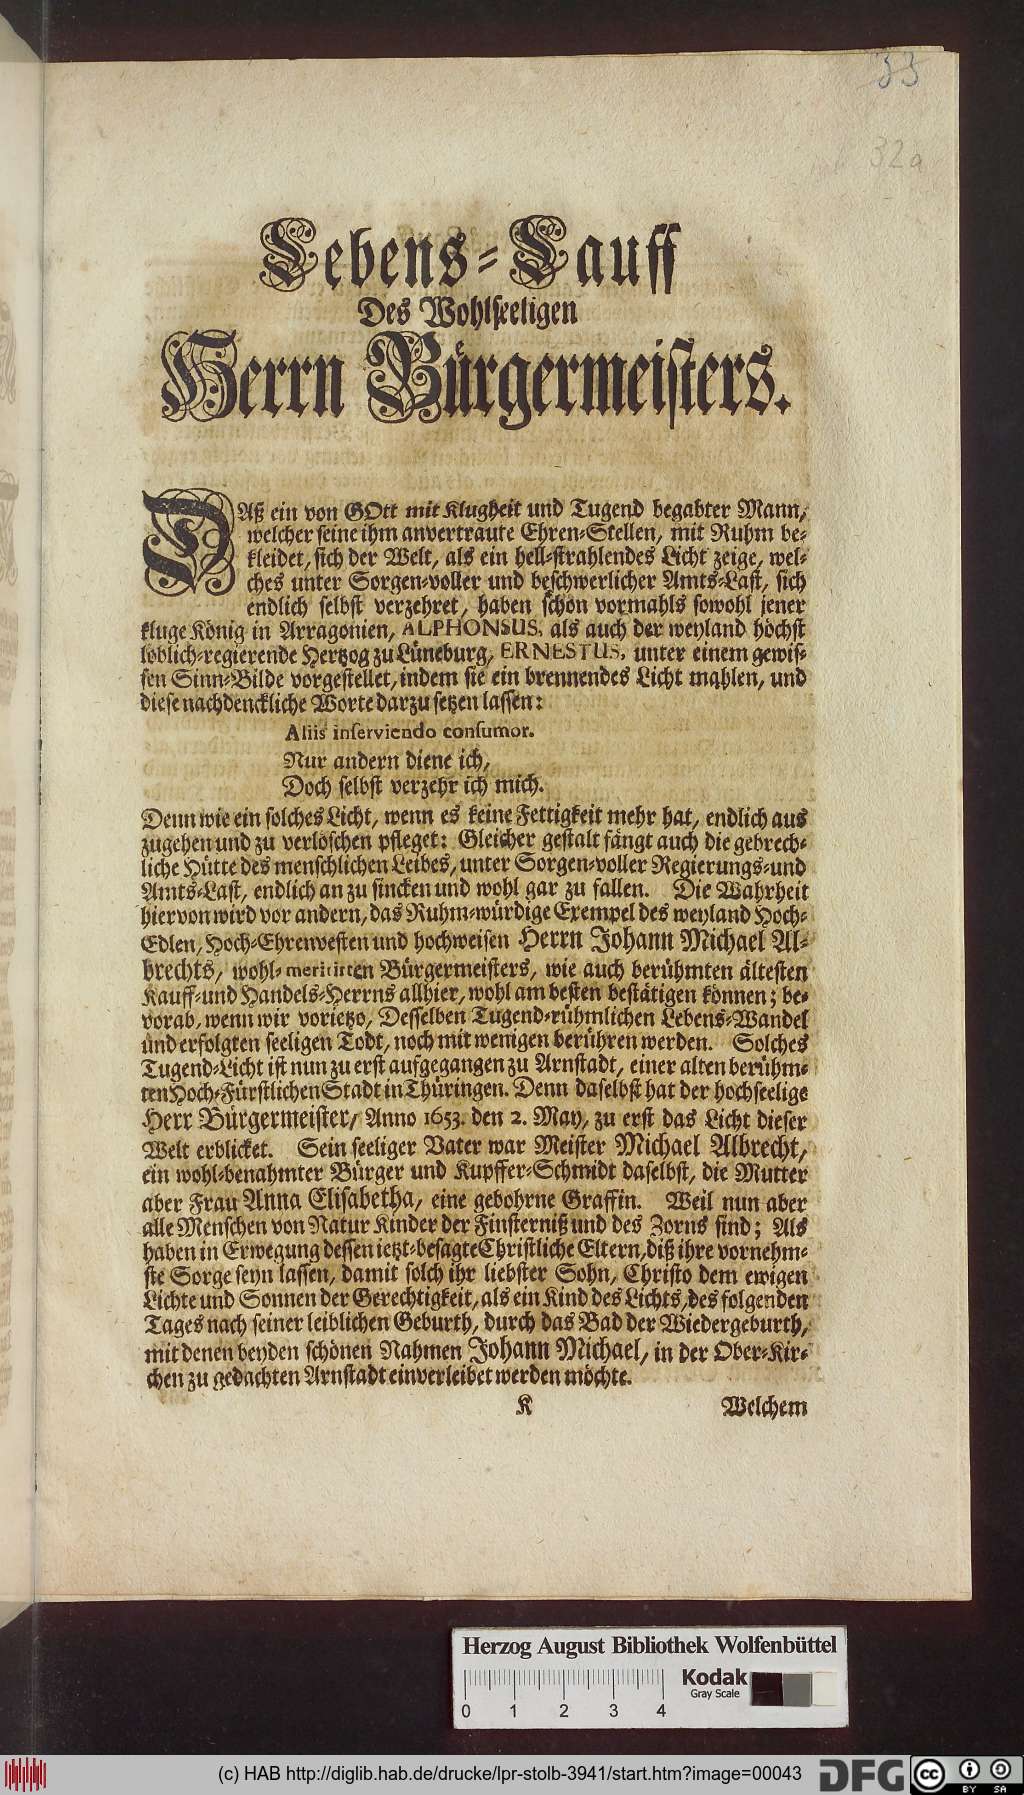 33
32a
Lebens-Lauff
Des Wohlseeligen
Herrn Bürgermeisters.
DAß ein von GOtt mit Klugheit und Tugend begabter Mann,
welcher seine ihm anvertraute Ehren-Stellen, mit Ruhm be-
kleidet, sich der Welt, als ein hell-strahlendes Licht zeige, wel-
ches unter Sorgen-voller und beschwerlicher Amts-Last, sich
endlich selbst verzehret, haben schon vormahls sowohl jener
kluge König in Arragonien, ALPHONSUS, als auch der weyland höchst
löblich-regierende Hertzog zu Lüneburg, ERNESTUS, unter einem gewis-
sen Sinn-Bilde vorgestellet, indem sie ein brennendes Licht mahlen, und
diese nachdenckliche Worte darzu setzen lassen:
Aliis inserviendo consumor.
Nur andern diene ich,
Doch selbst verzehr ich mich.
Denn wie ein solches Licht, wenn es keine Fettigkeit mehr hat, endlich aus
zugehen und zu verlöschen pfleget: Gleicher gestalt fängt auch die gebrech-
liche Hütte des menschlichen Leibes, unter Sorgen-voller Regierungs-und
Amts-Last, endlich an zu sincken und wohl gar zu fallen. Die Wahrheit
hiervon wird vor andern, das Ruhm-würdige Exempel des weyland Hoch-
Edlen, Hoch-Ehrenvesten und hochweisen Herrn Johann Michael Al-
brechts, wohl-meritirten Bürgermeisters, wie auch berühmten ältesten
Kauff-und Handels-Herrns allhier, wohl am besten bestätigen können; be-
vorab, wenn wir vorietzo, Desselben Tugend-rühmlichen Lebens-Wandel
und erfolgten seeligen Todt, noch mit wenigen berühren werden. Solches
Tugend-Licht ist nun zu erst aufgegangen zu Arnstadt, einer alten berühm-
ten Hoch-Fürstlichen Stadt in Thüringen. Denn daselbst hat der hochseelige
Herr Bürgermeister, Anno 1653. den 2. May, zu erst das Licht dieser
Welt erblicket. Sein seeliger Vater war Meister Michael Albrecht,
ein wohl-benahmter Bürger und Kupffer-Schmidt daselbst, die Mutter
aber Frau Anna Elisabetha, eine gebohrne Graffin. Weil nun aber
alle Menschen von Natur Kinder der Finsterniß und des Zorns sind; Als
haben in Erwegung dessen ietzt-besagte Christliche Eltern, diß ihre vornehm-
ste Sorge seyn lassen, damit solch ihr liebster Sohn, Christo dem ewigen
Lichte und Sonnen der Gerechtigkeit, als ein Kind des Lichts, des folgenden
Tages nach seiner leiblichen Geburth, durch das Bad der Wiedergeburth,
mit denen beyden schönen Nahmen Johann Michael, in der Ober-Kir-
chen zu gedachten Arnstadt einverleibet werden möchte.
K Welchem
Herzog August Bibliothek Wolfenbüttel
Kodak
Gray Scale
0 1 2 3 4
(c) HAB http://diglib.hab.de/drucke/lpr-stolb-3941/start.htm?image=00043
DFG
cc BY SA